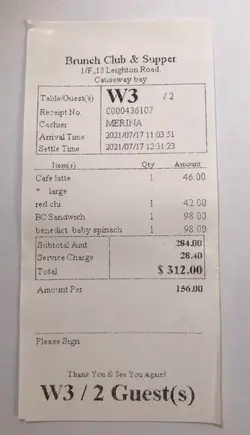 Brunch Club & Supper
1/F.,13 Leighton Road.
Causeway bay
Table/Guest(s) W3 / 2
Receipt No. 0000436107
Cashier MERINA
Arrival Time 2021/07/17 11:03:51
Settle Time 2021/07/17 12:31:23
Item(s) Qty Amount
Cafe latte 1 46.00
* large
red chi 1 42.00
BC Sandwich 1 98.00
benedict baby spinach 1 98.00
Subtotal Amt 284.00
Service Charge 28.40
Total $ 312.00
Amount Per 156.00
Please Sign
Thank You & See You Again!
W3 / 2 Guest(s)